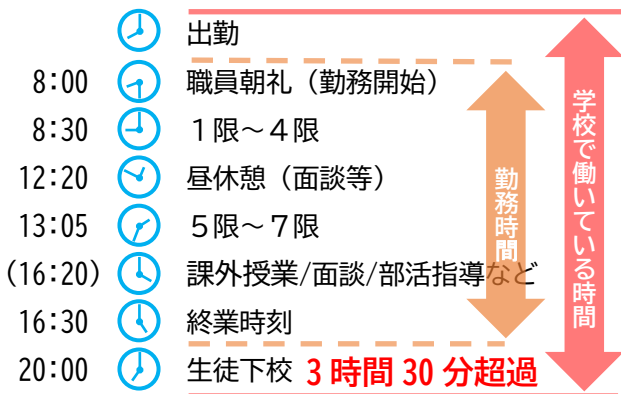 出勤
8:00 職員朝礼（勤務開始）
8:30 １限～４限
12:20 昼休憩（面談等）
13:05 ５限～７限
(16:20) 課外授業/面談/部活指導など
16:30 終業時刻
20:00 生徒下校 3時間30分超過
勤務時間
学校で働いている時間